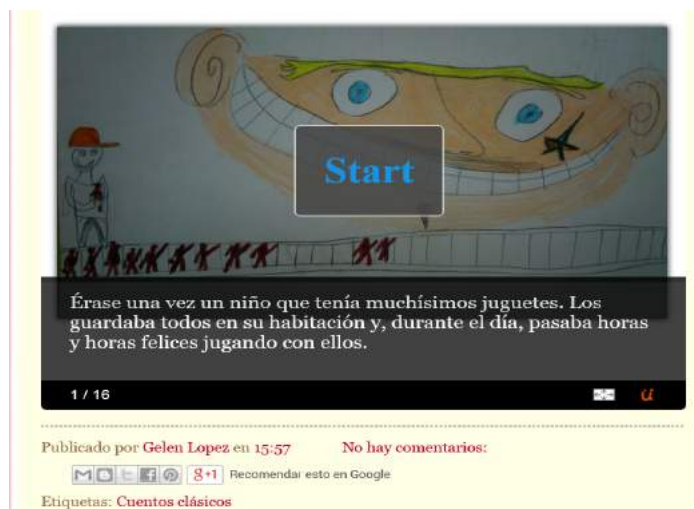 Start
Érase una vez un niño que tenía muchísimos juguetes. Los
guardaba todos en su habitación y, durante el día, pasaba horas
y horas felices jugando con ellos.
1 / 16
Publicado por Gelen Lopez en 15:57 No hay comentarios:
g+1 Recomendar esto en Google
Etiquetas: Cuentos clásicos